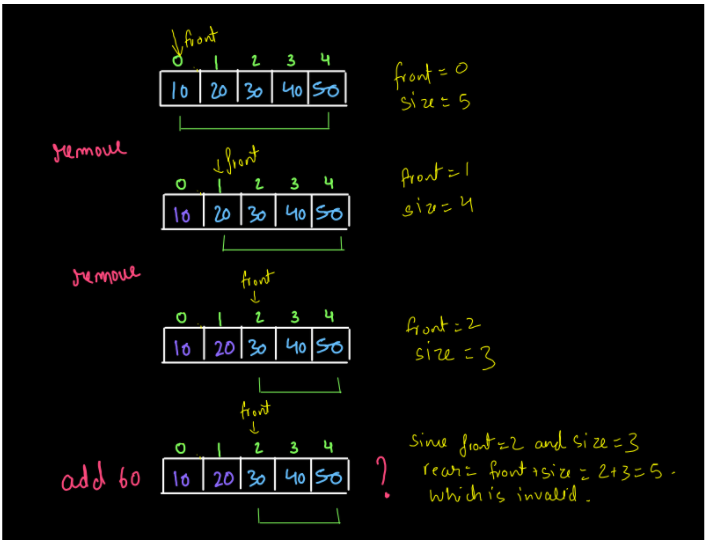 front
0 1 2 3 4
10 20 30 40 50
front = 0
size = 5
remove
front
0 1 2 3 4
10 20 30 40 50
front = 1
size = 4
remove
front
0 1 2 3 4
10 20 30 40 50
front = 2
size = 3
front
0 1 2 3 4
add 60
10 20 30 40 50
?
since front = 2 and size = 3
rear = front + size = 2+3 = 5.
which is invalid.